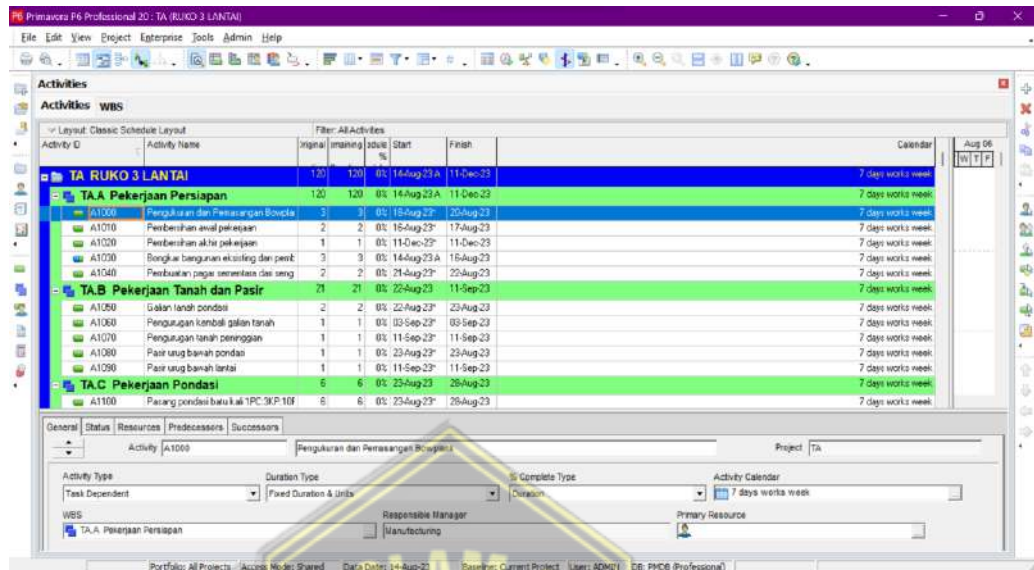 Primavera P6 Professional 20 : TA (RUKO 3 LANTAI)
File Edit View Project Enterprise Tools Admin Help
Activities
Activities WBS
Layout: Classic Schedule Layout Filter: All Activities
Activity ID Activity Name Start Finish Calendar Aug 06
% W T F
TA RUKO 3 LANTAI 120 120 0% 14-Aug-23 A 11-Dec-23 7 days works week
TA.A Pekerjaan Persiapan 120 120 0% 14-Aug-23 A 11-Dec-23 7 days works week
A1000 Pengukuran dan Pemasangan Bowpla 3 3 0% 18-Aug-23* 20-Aug-23 7 days works week
A1010 Pembersihan awal pekerjaan 2 2 0% 16-Aug-23* 17-Aug-23 7 days works week
A1020 Pembersihan akhir pekerjaan 1 1 0% 11-Dec-23* 11-Dec-23 7 days works week
A1030 Bongkar bangunan eksisting dan pemb 3 3 0% 14-Aug-23 A 16-Aug-23 7 days works week
A1040 Pembuatan pagar sementara dari seng 2 2 0% 21-Aug-23* 22-Aug-23 7 days works week
TA.B Pekerjaan Tanah dan Pasir 21 21 0% 22-Aug-23 11-Sep-23 7 days works week
A1050 Galian tanah pondasi 2 2 0% 22-Aug-23* 23-Aug-23 7 days works week
A1060 Pengurugan kembali galian tanah 1 1 0% 03-Sep-23* 03-Sep-23 7 days works week
A1070 Pengurugan tanah peninggian 1 1 0% 11-Sep-23* 11-Sep-23 7 days works week
A1080 Pasir urug bawah pondasi 1 1 0% 23-Aug-23* 23-Aug-23 7 days works week
A1090 Pasir urug bawah lantai 1 1 0% 11-Sep-23* 11-Sep-23 7 days works week
TA.C Pekerjaan Pondasi 6 6 0% 23-Aug-23 28-Aug-23 7 days works week
A1100 Pasang pondasi batu kali 1PC:3KP:10F 6 6 0% 23-Aug-23* 28-Aug-23 7 days works week
General Status Resources Predecessors Successors
Activity A1000 Pengukuran dan Pemasangan Bowplank Project TA
Activity Type Duration Type % Complete Type Activity Calendar
Task Dependent Fixed Duration & Units Duration 7 days works week
WBS Responsible Manager Primary Resource
TA.A Pekerjaan Persiapan Manufacturing
Portfolio: All Projects Access Mode: Shared Data Date: 14-Aug-23 Baseline: Current Project User: ADMIN DB: PMDB (Professional)